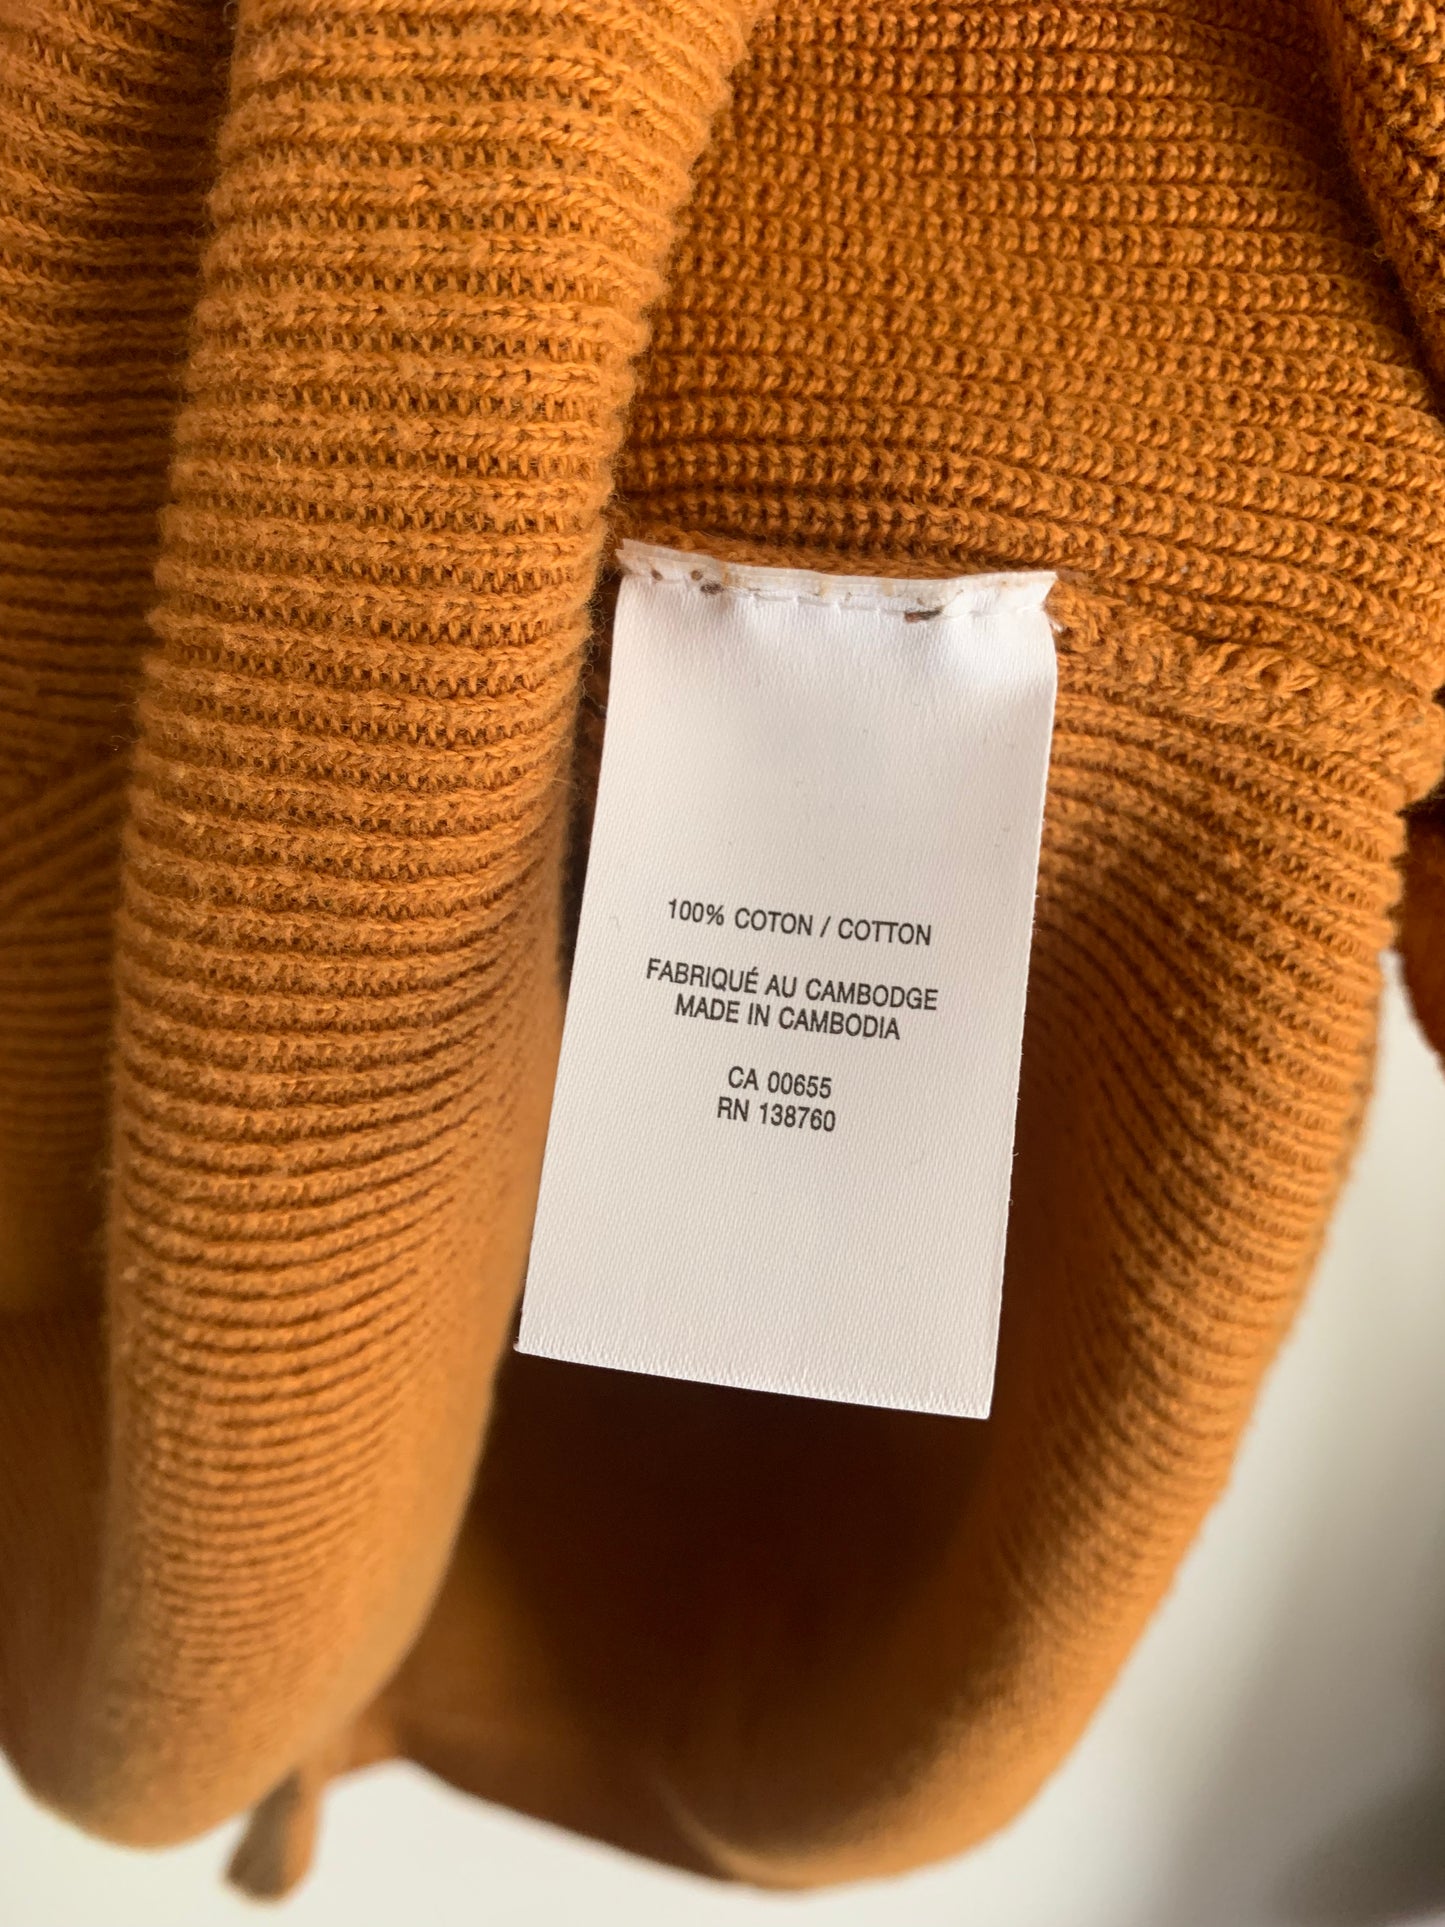 100% COTON / COTTON
FABRIQUÉ AU CAMBODGE
MADE IN CAMBODIA
CA 00655
RN 138760